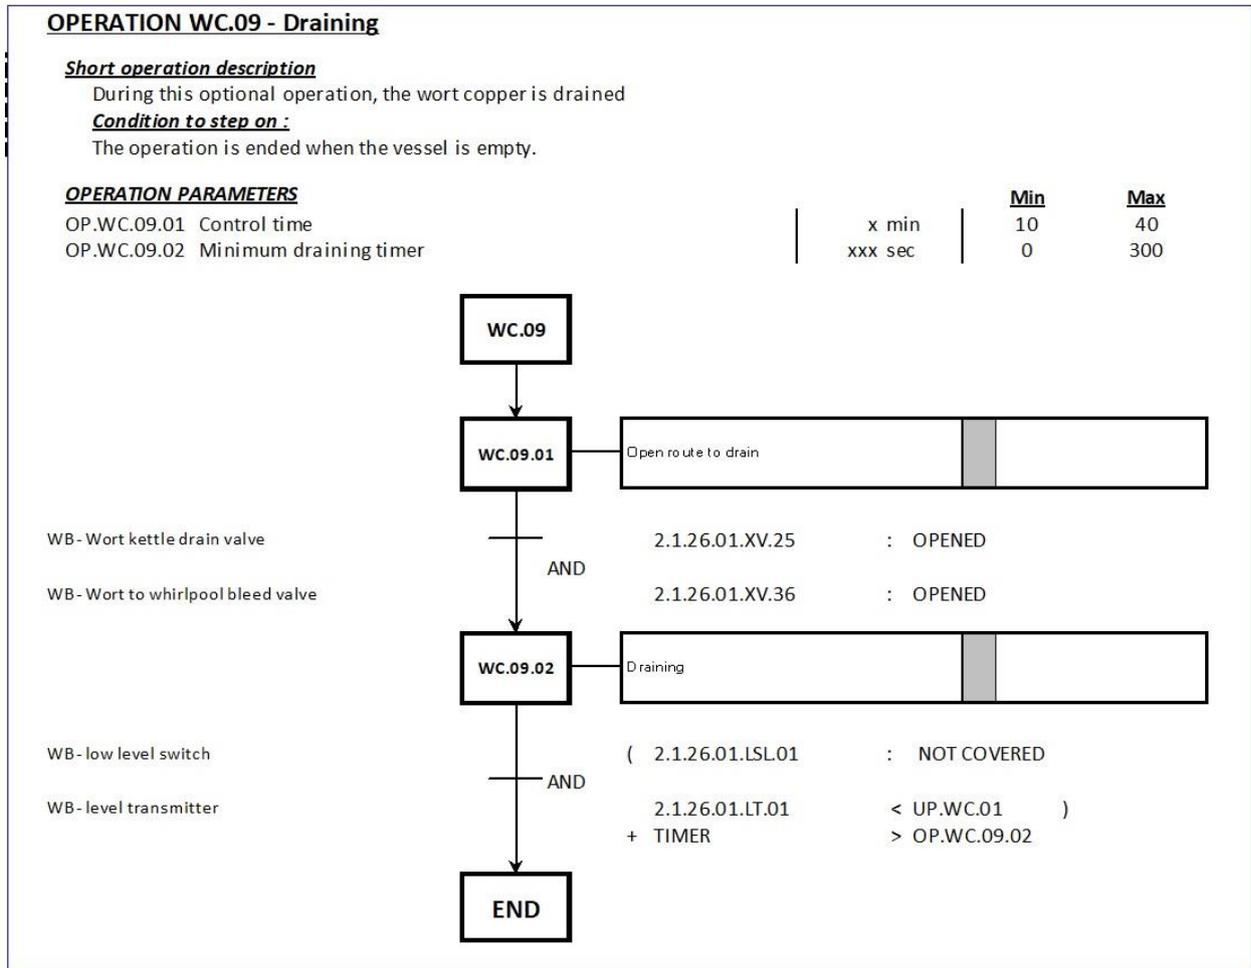 OPERATION WC.09 - Draining
Short operation description
During this optional operation, the wort copper is drained
Condition to step on :
The operation is ended when the vessel is empty.
OPERATION PARAMETERS Min Max
OP.WC.09.01 Control time x min 10 40
OP.WC.09.02 Minimum draining timer xxx sec 0 300
WC.09
WC.09.01 Open route to drain
WB- Wort kettle drain valve 2.1.26.01.XV.25 : OPENED
AND
WB- Wort to whirlpool bleed valve 2.1.26.01.XV.36 : OPENED
WC.09.02 Draining
WB- low level switch ( 2.1.26.01.LSL.01 : NOT COVERED
AND
WB- level transmitter 2.1.26.01.LT.01 < UP.WC.01 )
+ TIMER > OP.WC.09.02
END